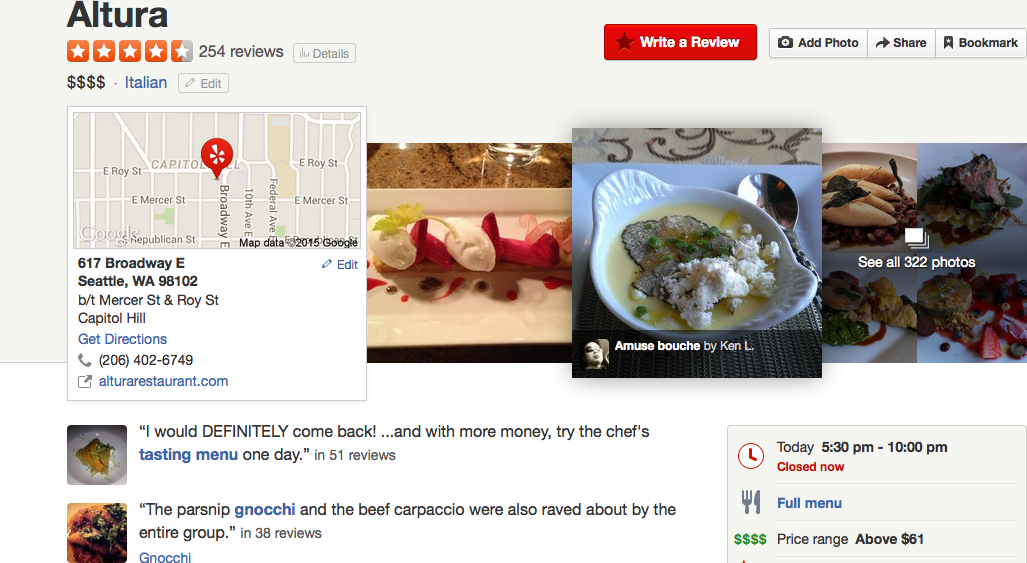 Altura
254 reviews
Details
$$$$ · Italian
Edit
Write a Review
Add Photo
Share
Bookmark
CAPITOL HILL
E Roy St
E Roy St
E Mercer St
E Mercer St
Broadway E
10th Ave E
Federal Ave E
E Republican St
Google
Map data ©2015 Google
617 Broadway E
Edit
Seattle, WA 98102
b/t Mercer St & Roy St
Capitol Hill
Get Directions
(206) 402-6749
alturarestaurant.com
Amuse bouche by Ken L.
See all 322 photos
“I would DEFINITELY come back! ...and with more money, try the chef's
tasting menu one day.” in 51 reviews
“The parsnip gnocchi and the beef carpaccio were also raved about by the
entire group.” in 38 reviews
Gnocchi
Today 5:30 pm - 10:00 pm
Closed now
Full menu
$$$$ Price range Above $61